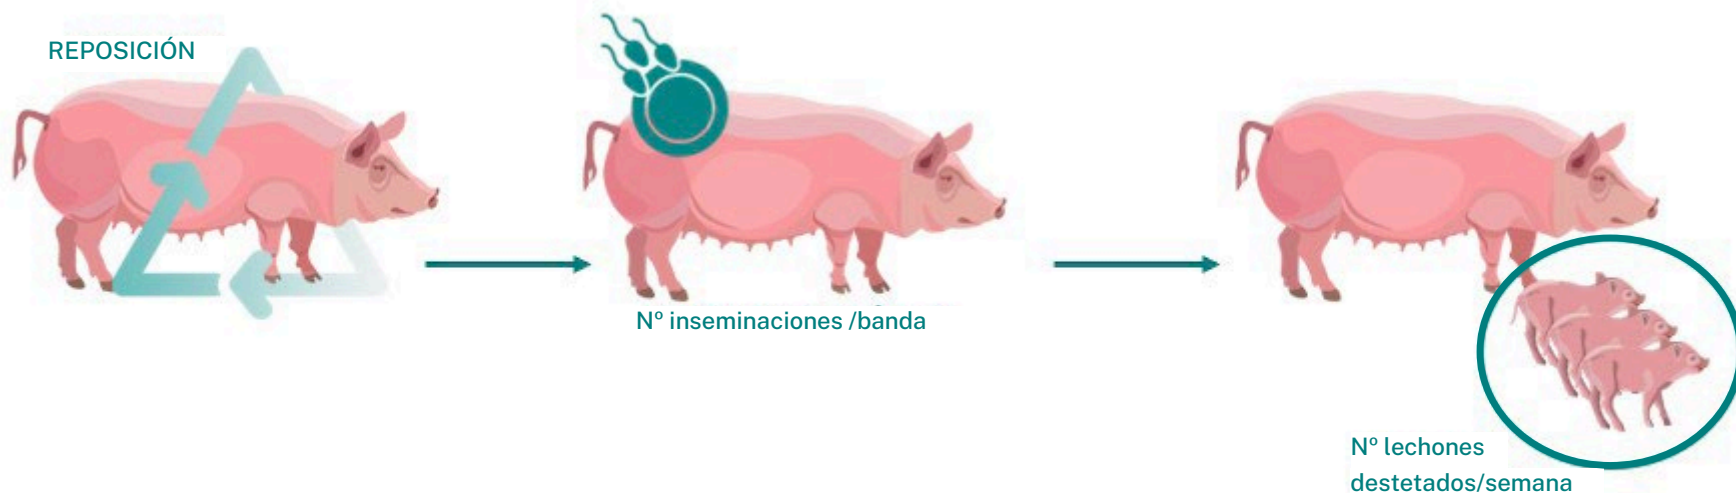 REPOSICIÓN
Nº inseminaciones /banda
Nº lechones
destetados/semana